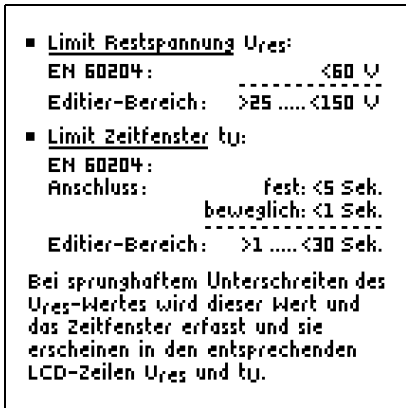 ▪ Limit Restspannung Ures:
EN 60204: <60 V
Editier-Bereich: >25 ..... <150 V
▪ Limit Zeitfenster tU:
EN 60204:
Anschluss: fest: <5 Sek.
beweglich: <1 Sek.
Editier-Bereich: >1 ..... <30 Sek.
Bei sprunghaftem Unterschreiten des
Ures-Wertes wird dieser Wert und
das Zeitfenster erfasst und sie
erscheinen in den entsprechenden
LCD-Zeilen Ures und tU.